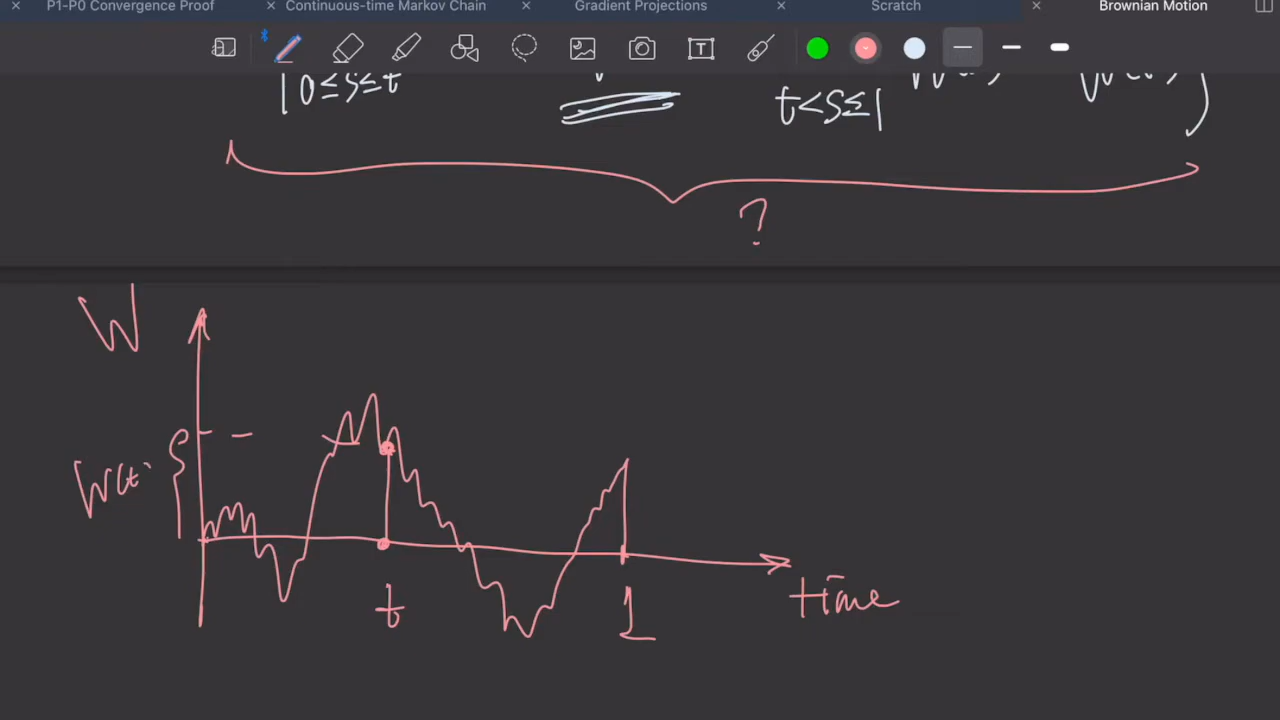 P1-P0 Convergence Proof Continuous-time Markov Chain Gradient Projections Scratch Brownian Motion
T
0≤s≤t
t<s≤1
?
W
W(t)
t 1
time